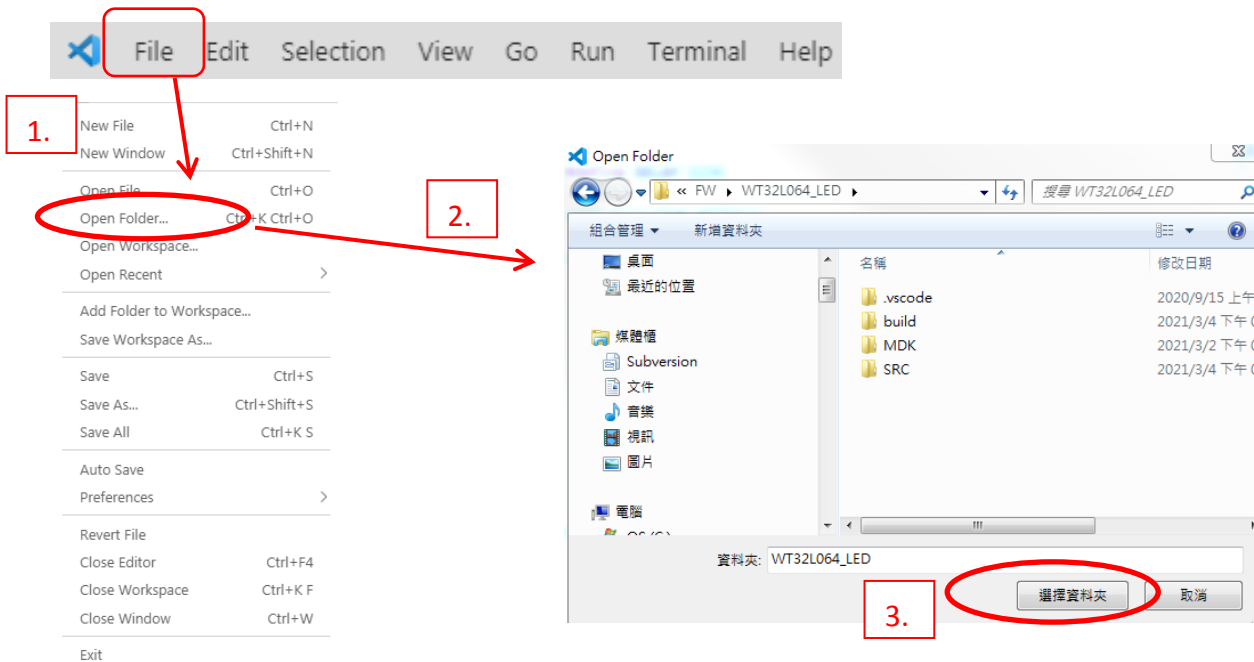 File Edit Selection View Go Run Terminal Help
1.
New File Ctrl+N
New Window Ctrl+Shift+N
Open File... Ctrl+O
Open Folder... Ctrl+K Ctrl+O
Open Workspace...
Open Recent >
Add Folder to Workspace...
Save Workspace As...
Save Ctrl+S
Save As... Ctrl+Shift+S
Save All Ctrl+K S
Auto Save
Preferences >
Revert File
Close Editor Ctrl+F4
Close Workspace Ctrl+K F
Close Window Ctrl+W
Exit
2.
Open Folder
« FW WT32L064_LED
搜尋 WT32L064_LED
組合管理 新增資料夾
桌面
最近的位置
媒體櫃
Subversion
文件
音樂
視訊
圖片
電腦
名稱 修改日期
.vscode 2020/9/15 上午
build 2021/3/4 下午
MDK 2021/3/2 下午
SRC 2021/3/4 下午
資料夾: WT32L064_LED
選擇資料夾 取消
3.